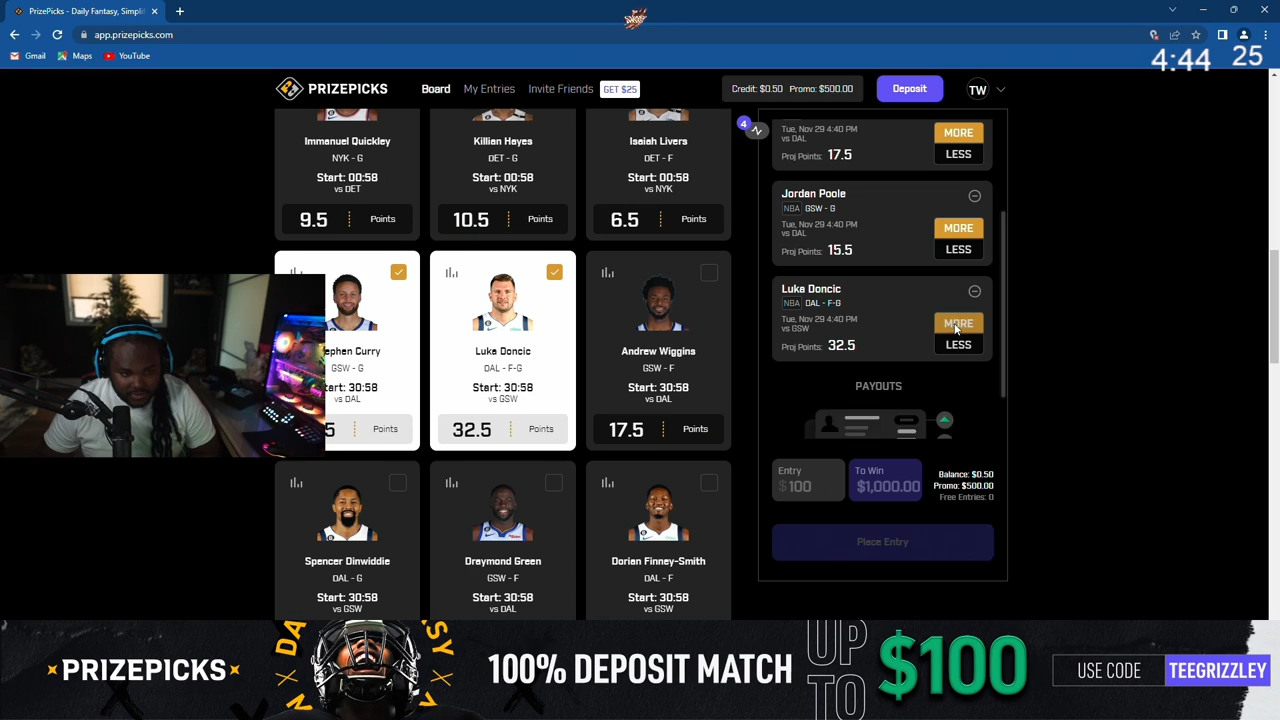 PrizePicks - Daily Fantasy, Simpli
app.prizepicks.com
Gmail
Maps
YouTube
4:44 25
PRIZEPICKS
Board
My Entries
Invite Friends
GET $25
Credit: $0.50 Promo: $500.00
Deposit
TW
Immanuel Quickley
NYK - G
Start: 00:58
vs DET
9.5
Points
Killian Hayes
DET - G
Start: 00:58
vs NYK
10.5
Points
Isaiah Livers
DET - F
Start: 00:58
vs NYK
6.5
Points
ephen Curry
GSW - G
Start: 30:58
vs DAL
5
Points
Luka Doncic
DAL - F-G
Start: 30:58
vs GSW
32.5
Points
Andrew Wiggins
GSW - F
Start: 30:58
vs DAL
17.5
Points
Spencer Dinwiddie
DAL - G
Start: 30:58
vs GSW
Draymond Green
GSW - F
Start: 30:58
vs DAL
Dorian Finney-Smith
DAL - F
Start: 30:58
vs GSW
4
Tue, Nov 29 4:40 PM
vs DAL
Proj Points: 17.5
MORE
LESS
Jordan Poole
NBA GSW - G
Tue, Nov 29 4:40 PM
vs DAL
Proj Points: 15.5
MORE
LESS
Luka Doncic
NBA DAL - F-G
Tue, Nov 29 4:40 PM
vs GSW
Proj Points: 32.5
MORE
LESS
PAYOUTS
Entry
$100
To Win
$1,000.00
Balance: $0.50
Promo: $500.00
Free Entries: 0
Place Entry
PRIZEPICKS
100% DEPOSIT MATCH
UP
TO
$100
USE CODE
TEEGRIZZLEY